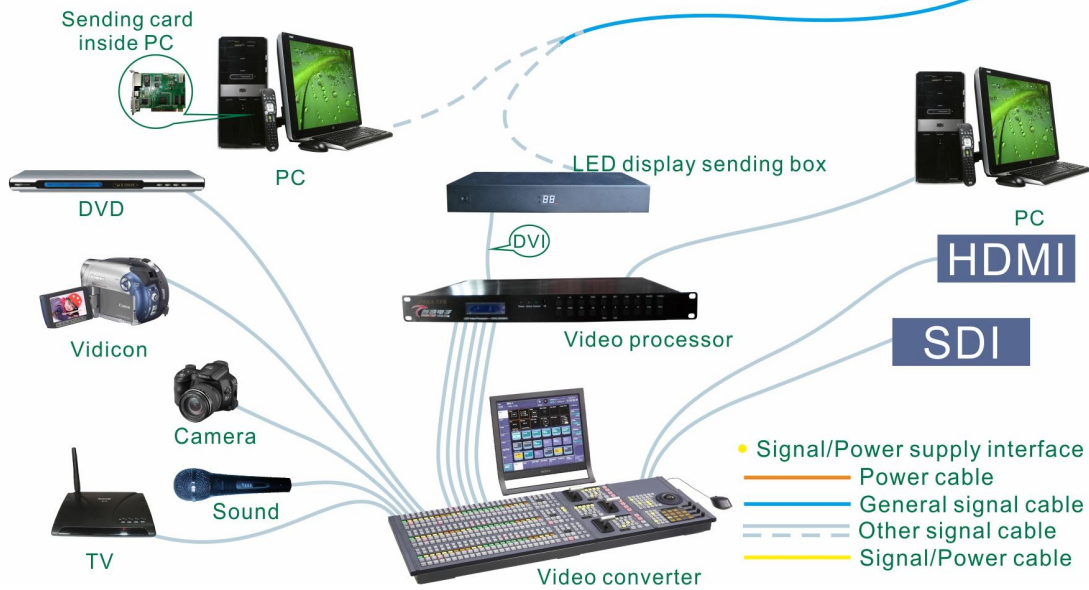 Sending card
inside PC
PC
LED display sending box
88
DVD
DVI
PC
HDMI
Vidicon
Video processor
SDI
Camera
Sound
TV
Video converter
Signal/Power supply interface
Power cable
General signal cable
Other signal cable
Signal/Power cable